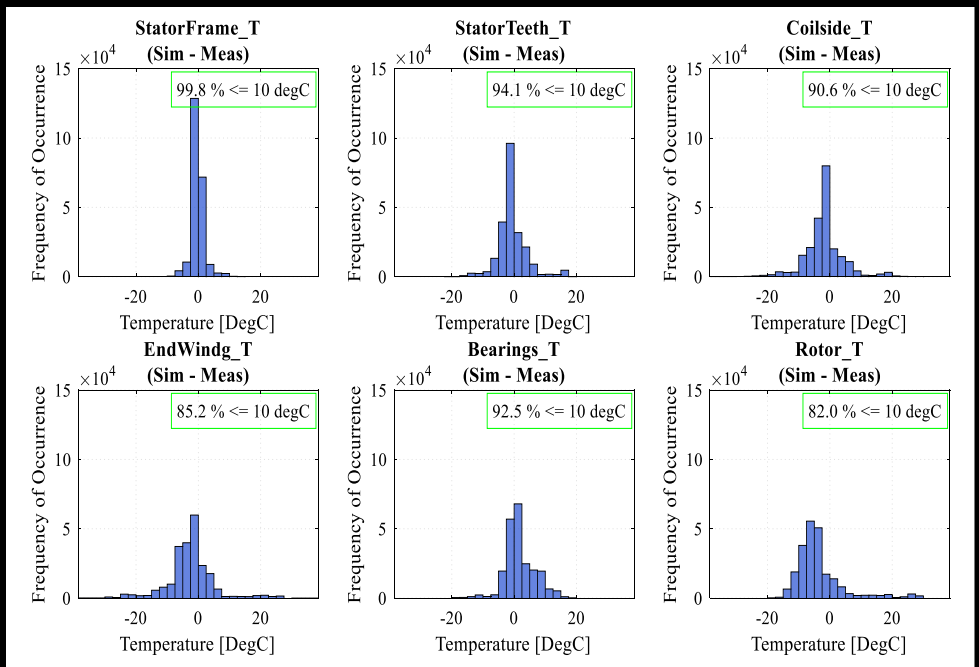 StatorFrame_T
(Sim - Meas)
×10^4
99.8 % <= 10 degC
15
10
5
0
Frequency of Occurrence
-20 0 20
Temperature [DegC]
StatorTeeth_T
(Sim - Meas)
×10^4
94.1 % <= 10 degC
15
10
5
0
Frequency of Occurrence
-20 0 20
Temperature [DegC]
Coilside_T
(Sim - Meas)
×10^4
90.6 % <= 10 degC
15
10
5
0
Frequency of Occurrence
-20 0 20
Temperature [DegC]
EndWindg_T
(Sim - Meas)
×10^4
85.2 % <= 10 degC
15
10
5
0
Frequency of Occurrence
-20 0 20
Temperature [DegC]
Bearings_T
(Sim - Meas)
×10^4
92.5 % <= 10 degC
15
10
5
0
Frequency of Occurrence
-20 0 20
Temperature [DegC]
Rotor_T
(Sim - Meas)
×10^4
82.0 % <= 10 degC
15
10
5
0
Frequency of Occurrence
-20 0 20
Temperature [DegC]